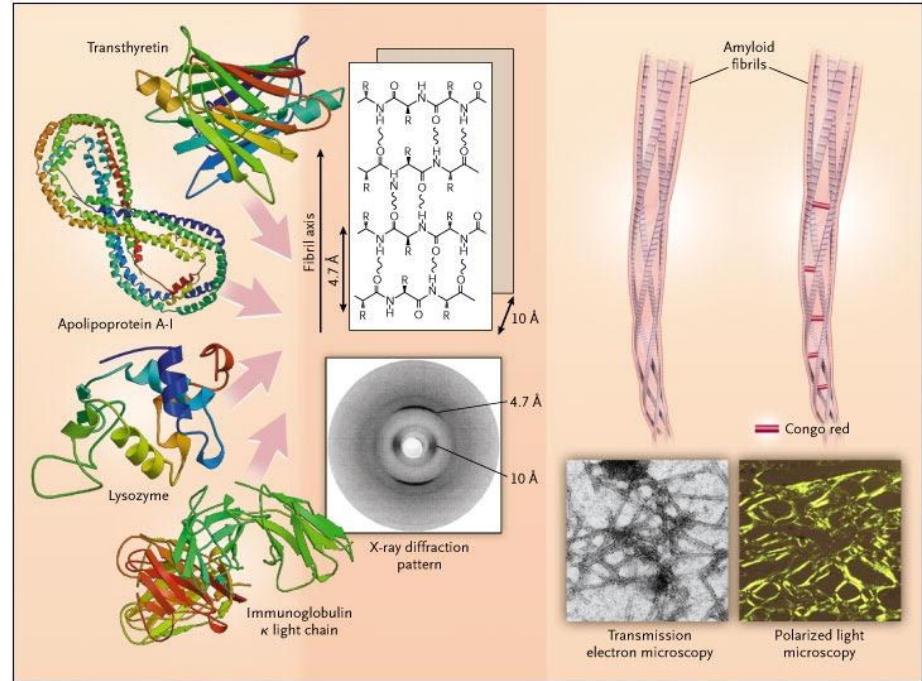 Transthyretin
Apolipoprotein A-I
Lysozyme
Immunoglobulin
κ light chain
Fibril axis
4.7 Å
10 Å
R
O
H
N
R
O
H
N
O
N
H
O
R
N
H
O
N
H
R
O
R
O
N
H
N
R
O
H
N
R
O
H
N
O
N
H
O
R
N
H
O
N
H
R
O
R
O
N
H
R
4.7 Å
10 Å
X-ray diffraction
pattern
Amyloid
fibrils
Congo red
Transmission
electron microscopy
Polarized light
microscopy